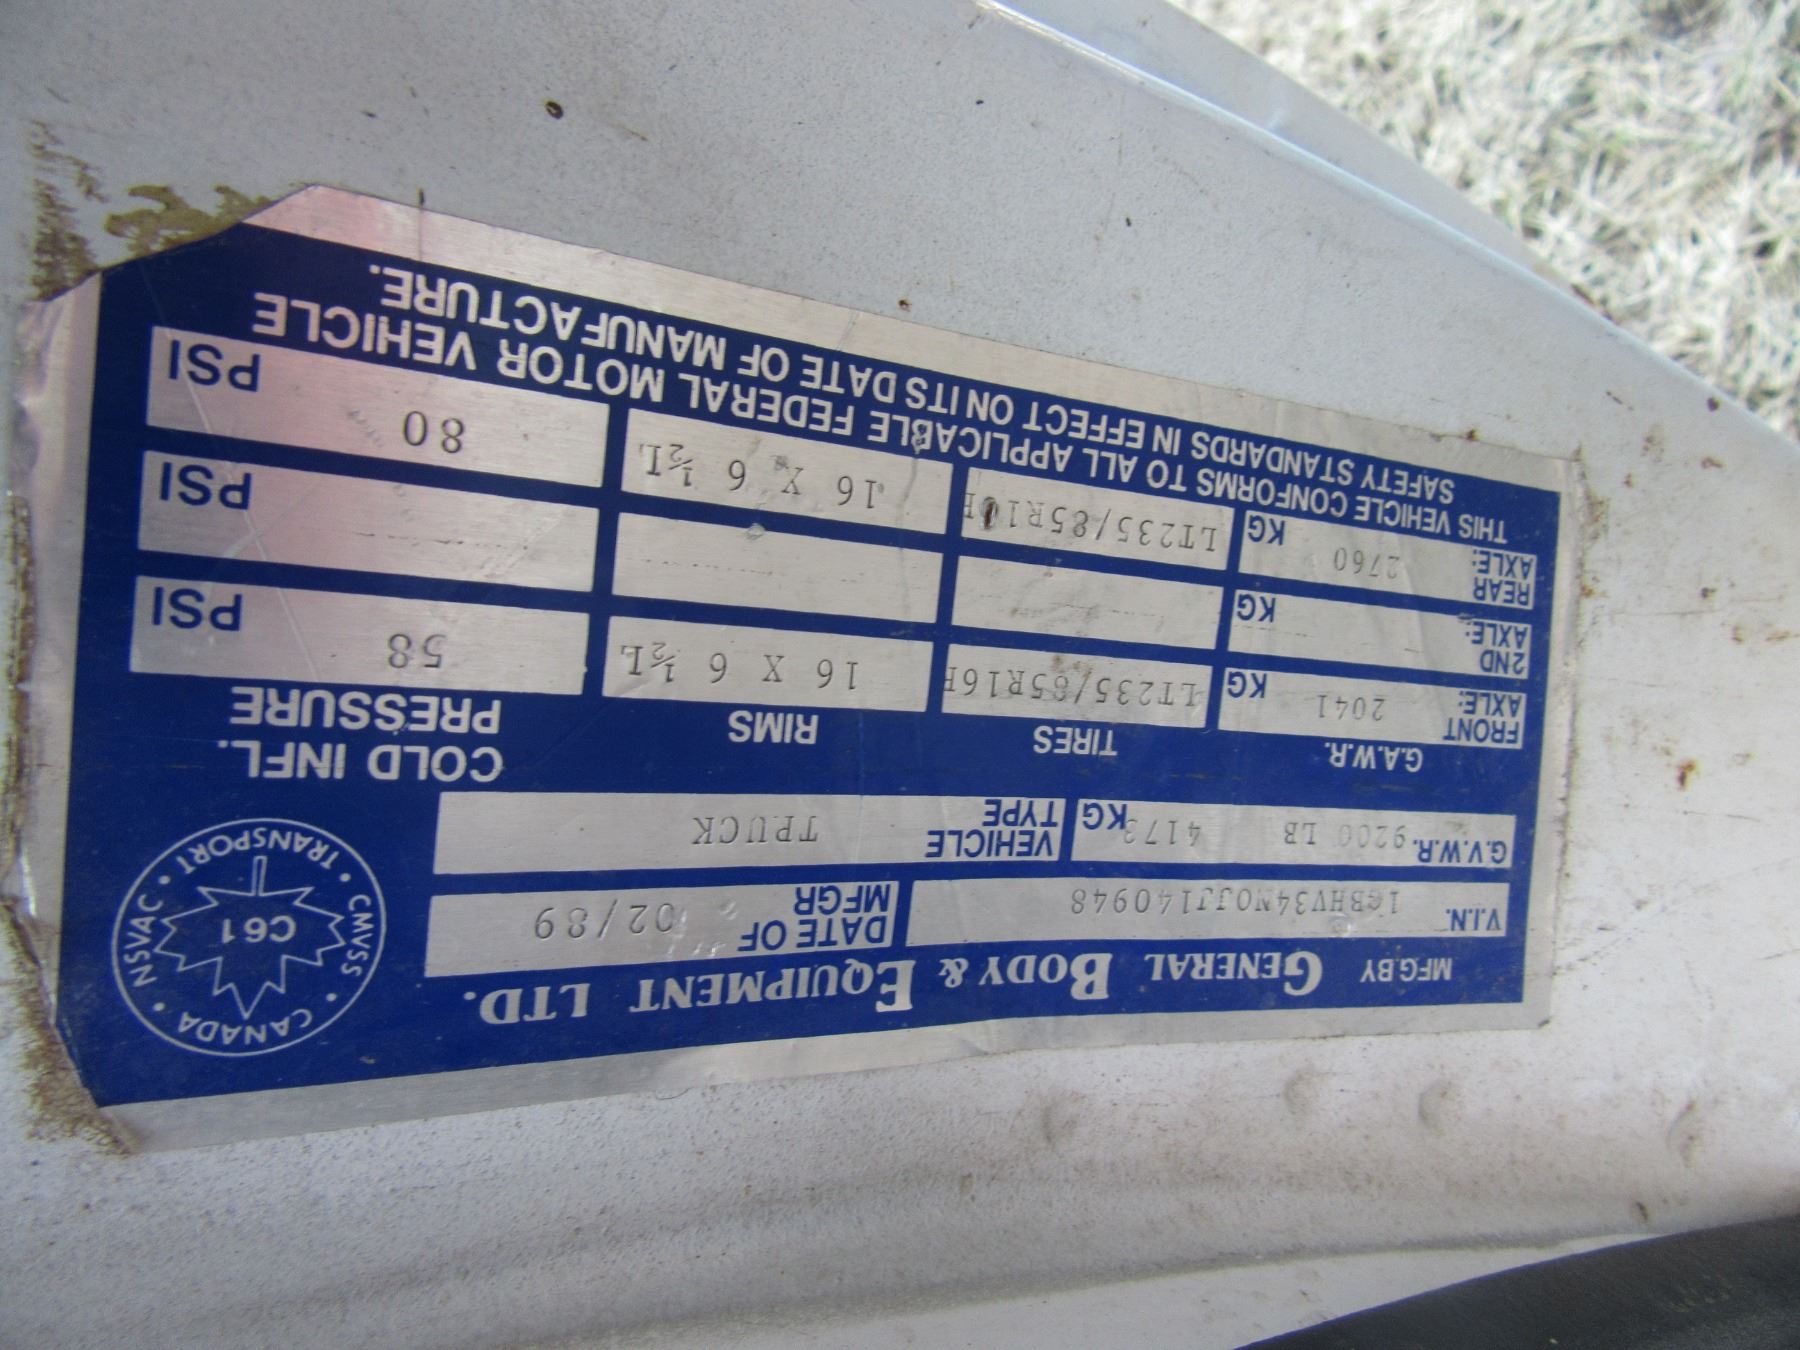 MFG.BY GENERAL BODY & EQUIPMENT LTD.
V.I.N. 1GBHV34N0JJ140948 DATE OF MFGR 02/89
G.V.W.R. 9200 LB 4173 KG VEHICLE TYPE TRUCK
CANADA • CMVSS • TRANSPORT • NSVAC •
C61
G.A.W.R. TIRES RIMS COLD INFL. PRESSURE
FRONT AXLE: 2041 KG LT235/85R16E 16 X 6 ½L 58 PSI
2ND AXLE: KG PSI
REAR AXLE: 2760 KG LT235/85R16E 16 X 6 ½L 80 PSI
THIS VEHICLE CONFORMS TO ALL APPLICABLE FEDERAL MOTOR VEHICLE
SAFETY STANDARDS IN EFFECT ON ITS DATE OF MANUFACTURE.